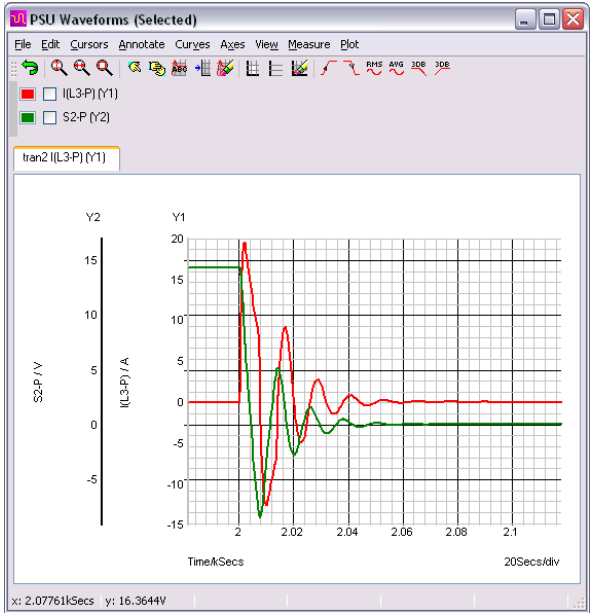 PSU Waveforms (Selected)
File Edit Cursors Annotate Curves Axes View Measure Plot
ABC RMS AVG 3DB 3DB
I(L3-P) (Y1)
S2-P (Y2)
tran2 I(L3-P) (Y1)
Y2 Y1
20
15 15
10 10
5 5
0 0
-5 -5
-10
-15
S2-P / V
I(L3-P) / A
2 2.02 2.04 2.06 2.08 2.1
Time/kSecs 20Secs/div
x: 2.07761kSecs y: 16.3644V